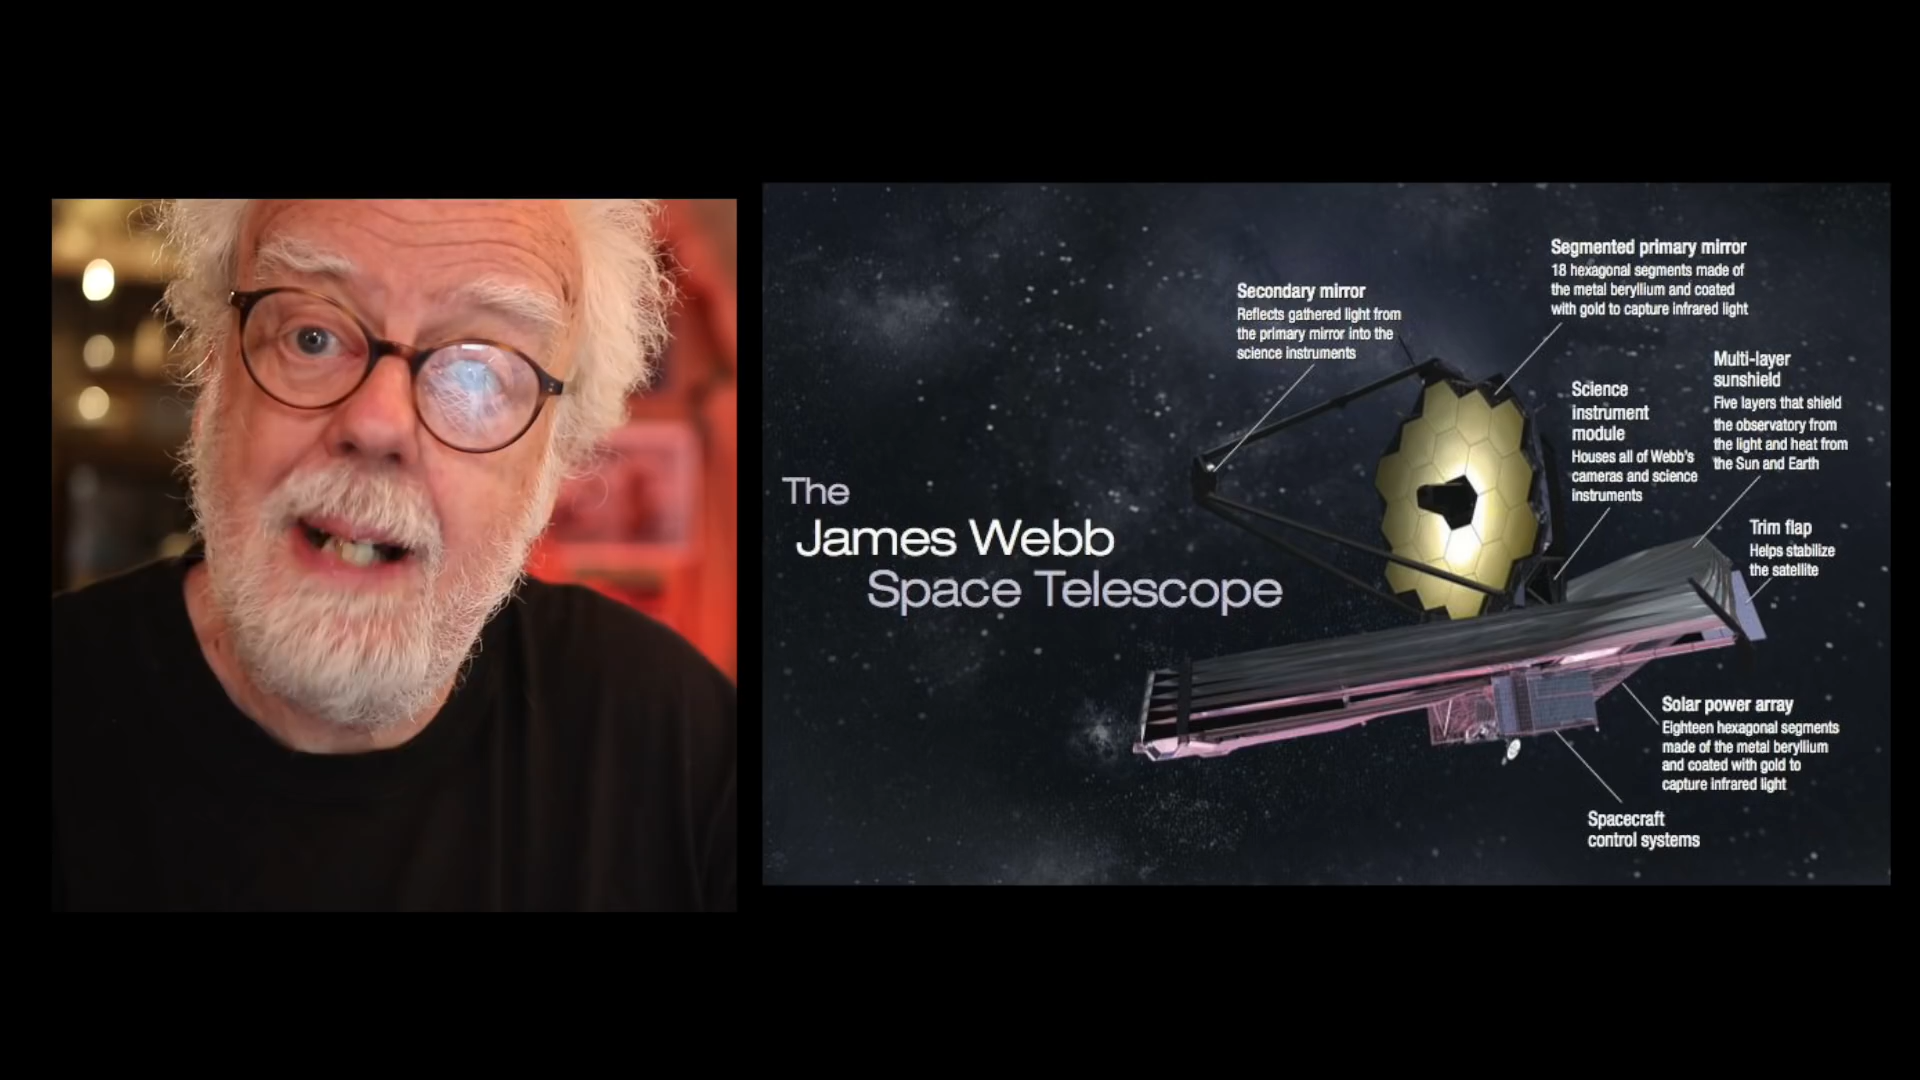 The
James Webb
Space Telescope
Secondary mirror
Reflects gathered light from
the primary mirror into the
science instruments
Segmented primary mirror
18 hexagonal segments made of
the metal beryllium and coated
with gold to capture infrared light
Science
instrument
module
Houses all of Webb's
cameras and science
instruments
Multi-layer
sunshield
Five layers that shield
the observatory from
the light and heat from
the Sun and Earth
Trim flap
Helps stabilize
the satellite
Solar power array
Eighteen hexagonal segments
made of the metal beryllium
and coated with gold to
capture infrared light
Spacecraft
control systems